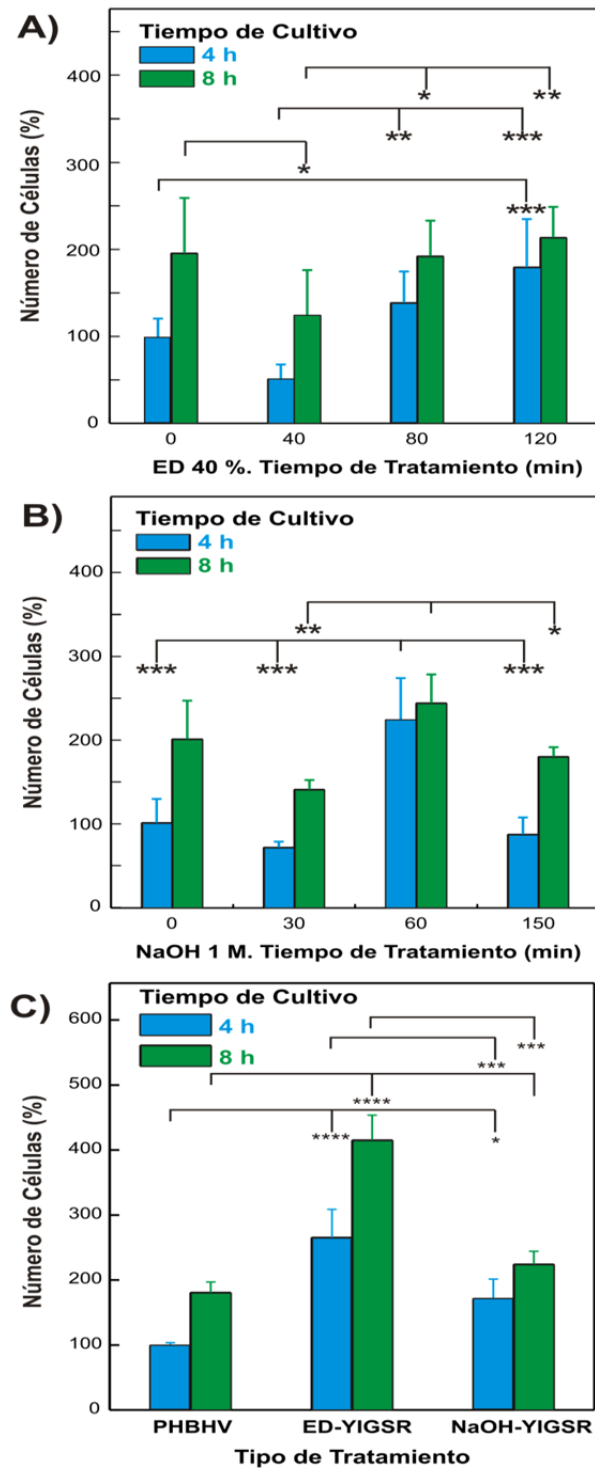 A)
Tiempo de Cultivo
4 h
8 h
400
300
200
100
0
Número de Células (%)
*
**
**
***
*
***
0 40 80 120
ED 40 %. Tiempo de Tratamiento (min)
B)
Tiempo de Cultivo
4 h
8 h
400
300
200
100
0
Número de Células (%)
**
*
***
***
***
0 30 60 150
NaOH 1 M. Tiempo de Tratamiento (min)
C)
Tiempo de Cultivo
4 h
8 h
600
500
400
300
200
100
0
Número de Células (%)
***
***
****
****
*
PHBHV ED-YIGSR NaOH-YIGSR
Tipo de Tratamiento